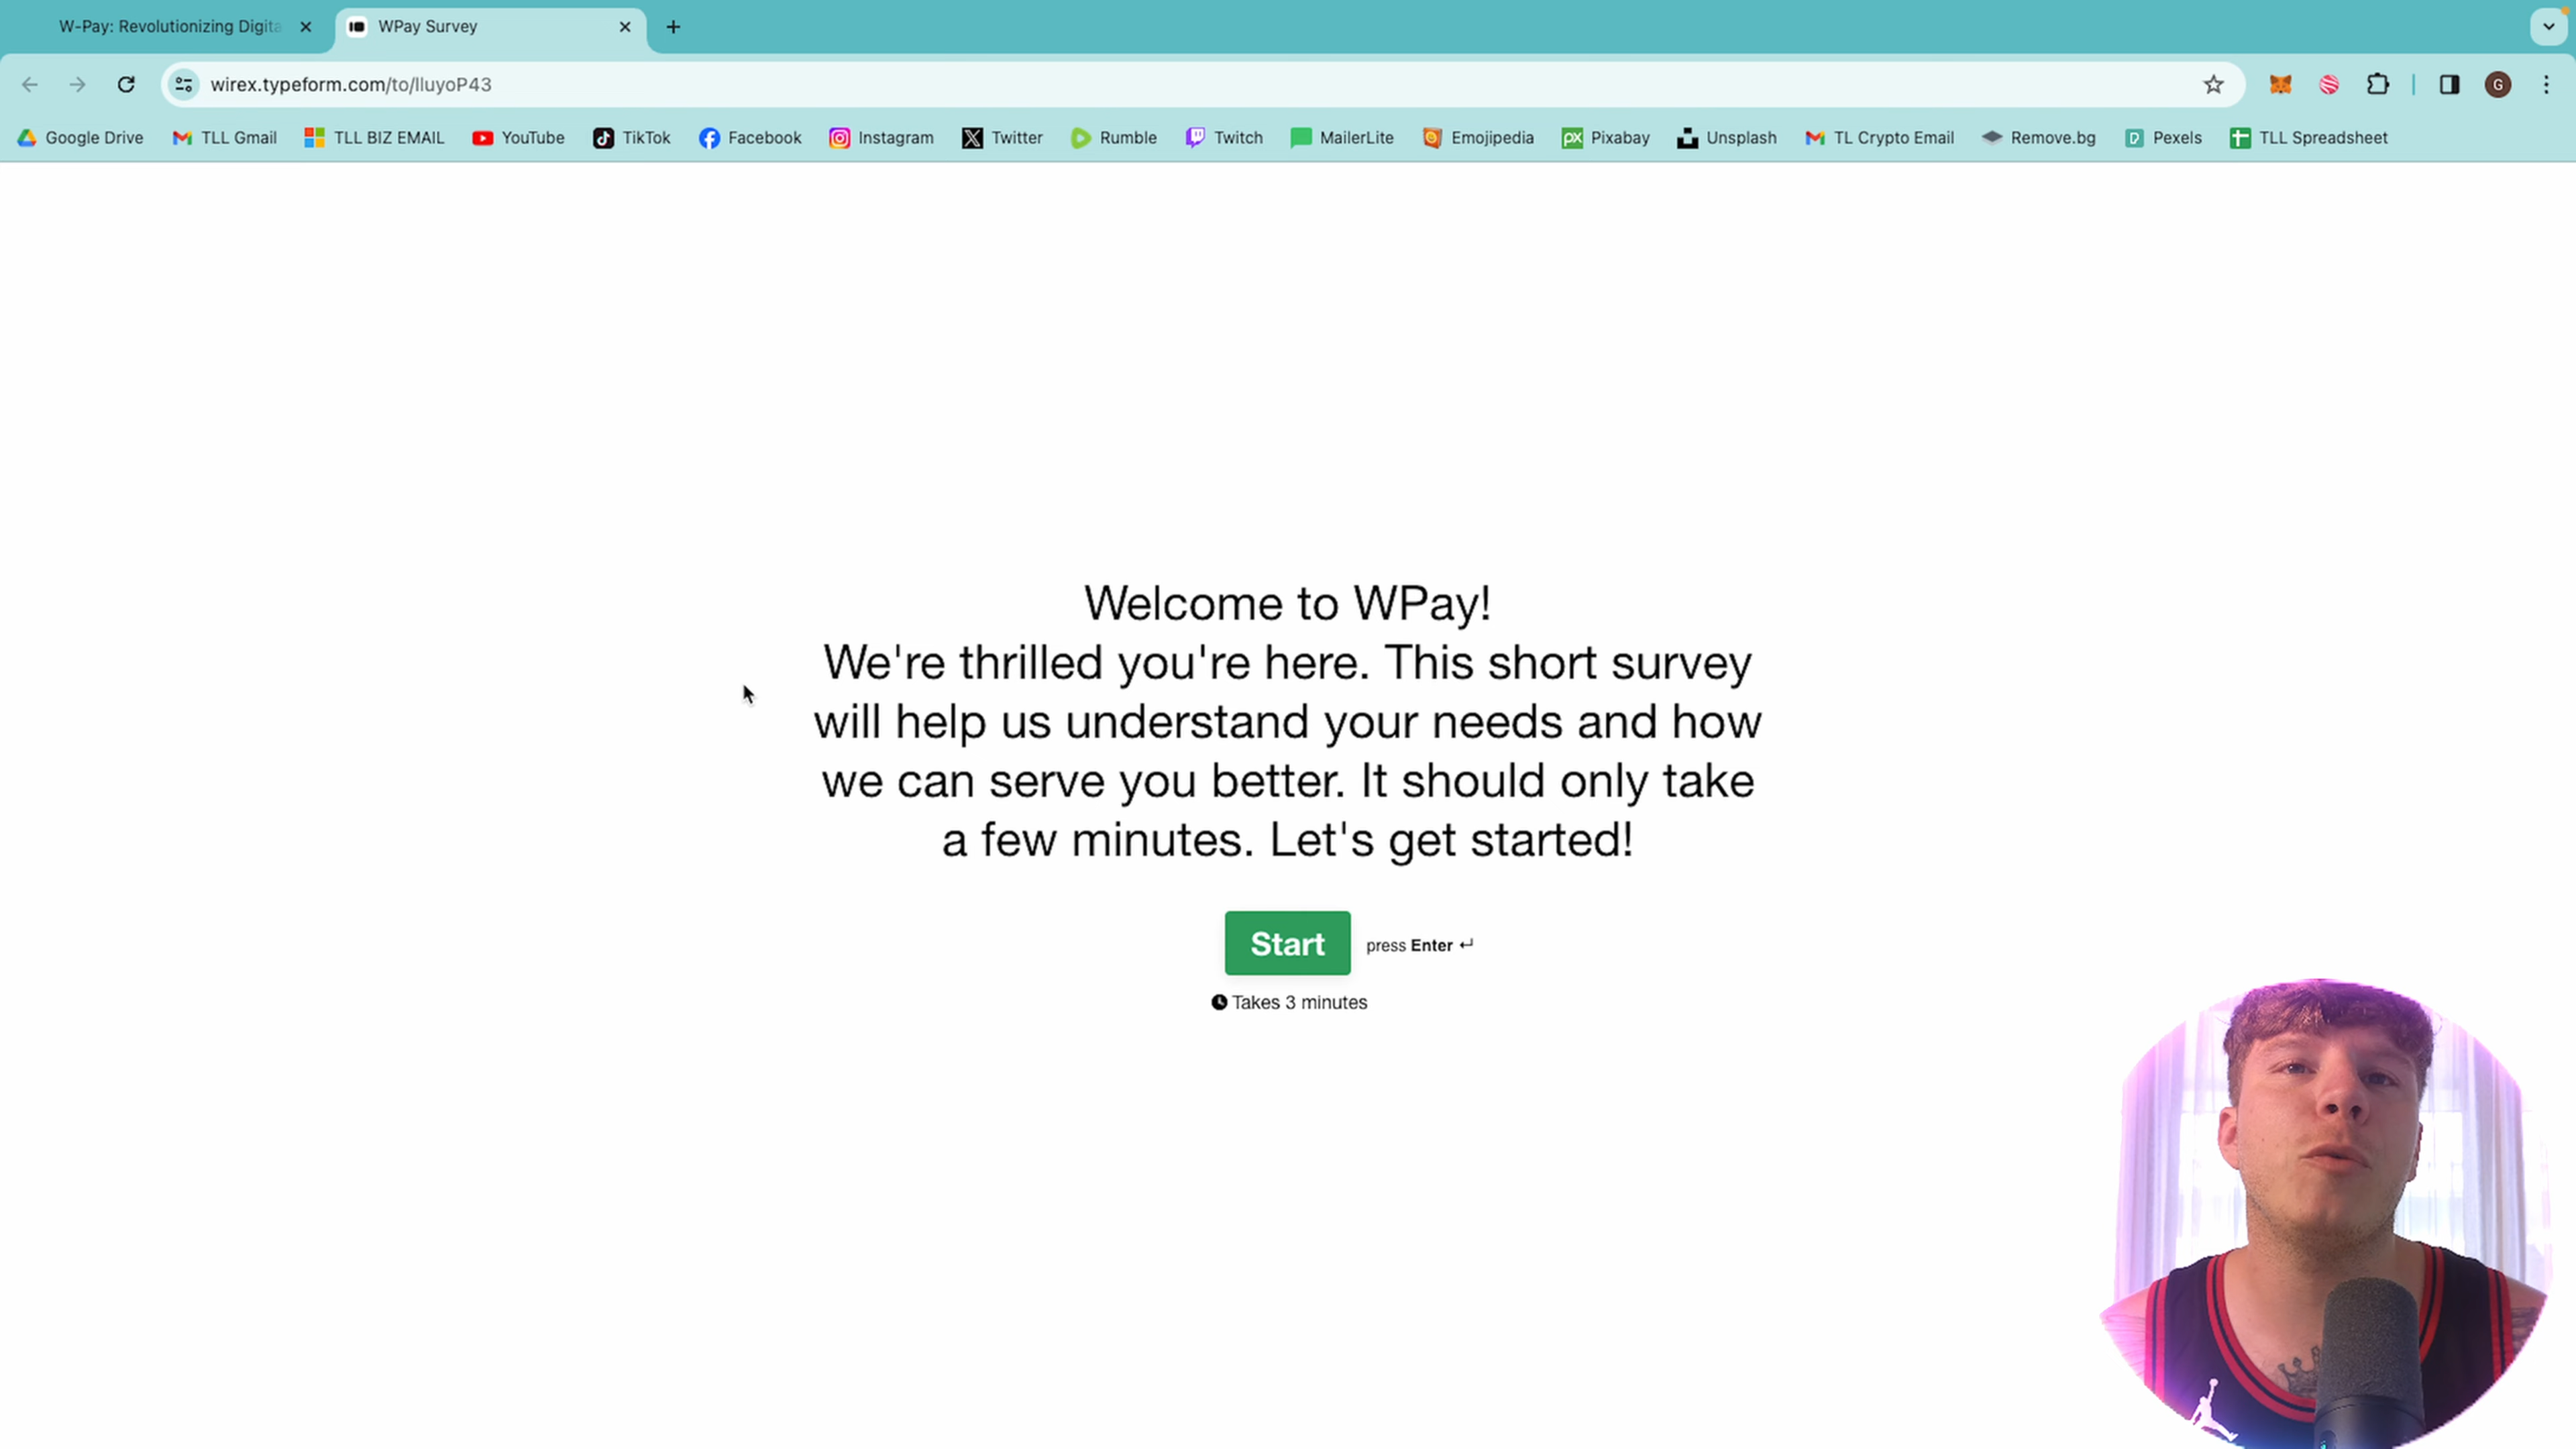 W-Pay: Revolutionizing Digita
WPay Survey
wirex.typeform.com/to/lluyoP43
G
Google Drive
TLL Gmail
TLL BIZ EMAIL
YouTube
TikTok
Facebook
Instagram
Twitter
Rumble
Twitch
MailerLite
Emojipedia
Pixabay
Unsplash
TL Crypto Email
Remove.bg
Pexels
TLL Spreadsheet
Welcome to WPay!
We're thrilled you're here. This short survey
will help us understand your needs and how
we can serve you better. It should only take
a few minutes. Let's get started!
Start
press Enter ↵
Takes 3 minutes